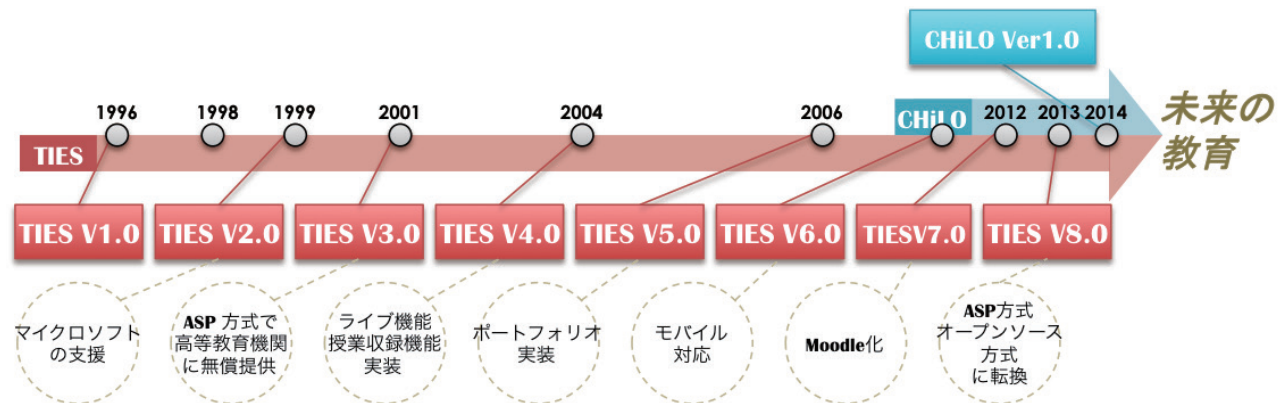 CHiLO Ver1.0
1996
1998
1999
2001
2004
2006
CHiLO
2012
2013
2014
未来の
教育
TIES
TIES V1.0
TIES V2.0
TIES V3.0
TIES V4.0
TIES V5.0
TIES V6.0
TIESV7.0
TIES V8.0
マイクロソフト
の支援
ASP 方式で
高等教育機関
に無償提供
ライブ機能
授業収録機能
実装
ポートフォリオ
実装
モバイル
対応
Moodle化
ASP方式
オープンソース
方式
に転換